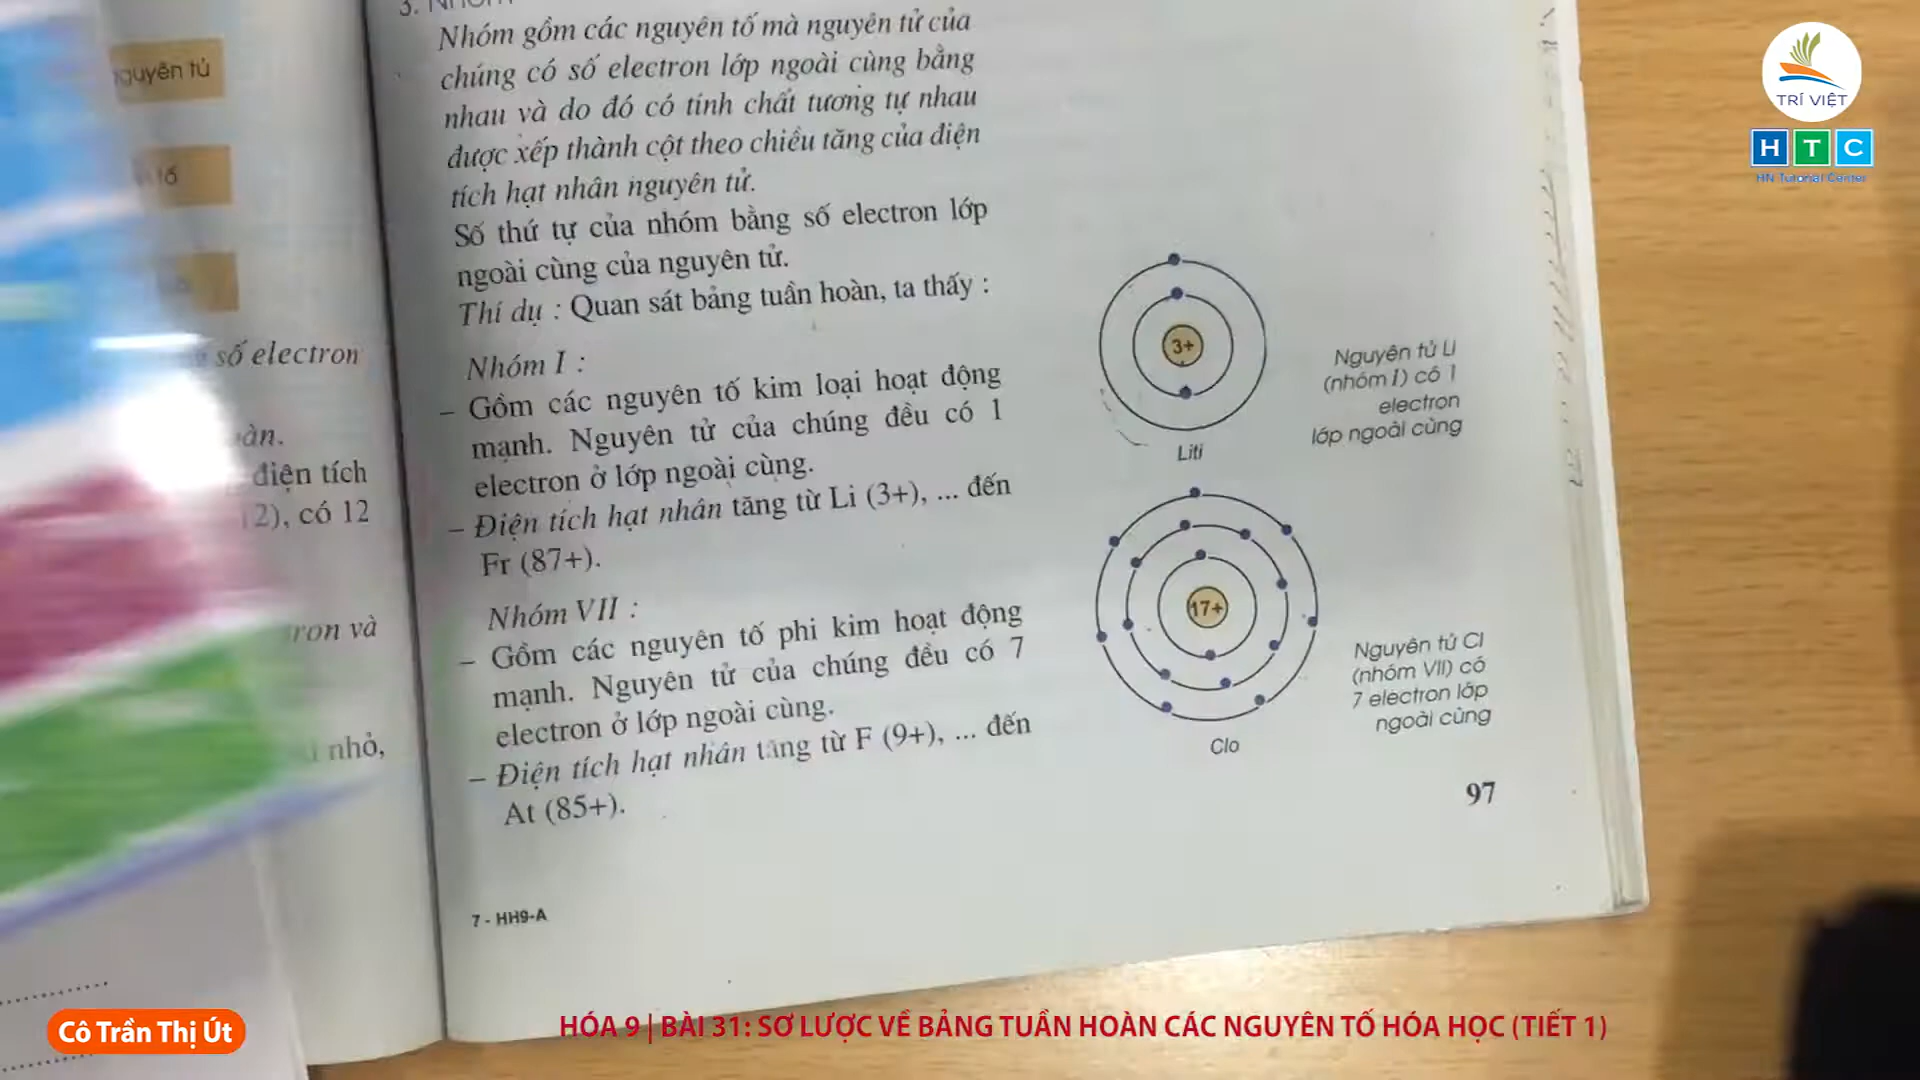 nguyên tử
tố
số electron
điện tích
12), có 12
tron và
nhỏ,
Nhóm gồm các nguyên tố mà nguyên tử của
chúng có số electron lớp ngoài cùng bằng
nhau và do đó có tính chất tương tự nhau
được xếp thành cột theo chiều tăng của điện
tích hạt nhân nguyên tử.
Số thứ tự của nhóm bằng số electron lớp
ngoài cùng của nguyên tử.
Thí dụ : Quan sát bảng tuần hoàn, ta thấy :
Nhóm I :
– Gồm các nguyên tố kim loại hoạt động
mạnh. Nguyên tử của chúng đều có 1
electron ở lớp ngoài cùng.
– Điện tích hạt nhân tăng từ Li (3+), ... đến
Fr (87+).
Nhóm VII :
– Gồm các nguyên tố phi kim hoạt động
mạnh. Nguyên tử của chúng đều có 7
electron ở lớp ngoài cùng.
– Điện tích hạt nhân tăng từ F (9+), ... đến
At (85+).
3+
Liti
Nguyên tử Li
(nhóm I) có 1
electron
lớp ngoài cùng
17+
Clo
Nguyên tử Cl
(nhóm VII) có
7 electron lớp
ngoài cùng
97
7 - HH9-A
TRÍ VIỆT
H T C
HN Tutorial Center
Cô Trần Thị Út
HÓA 9 | BÀI 31: SƠ LƯỢC VỀ BẢNG TUẦN HOÀN CÁC NGUYÊN TỐ HÓA HỌC (TIẾT 1)